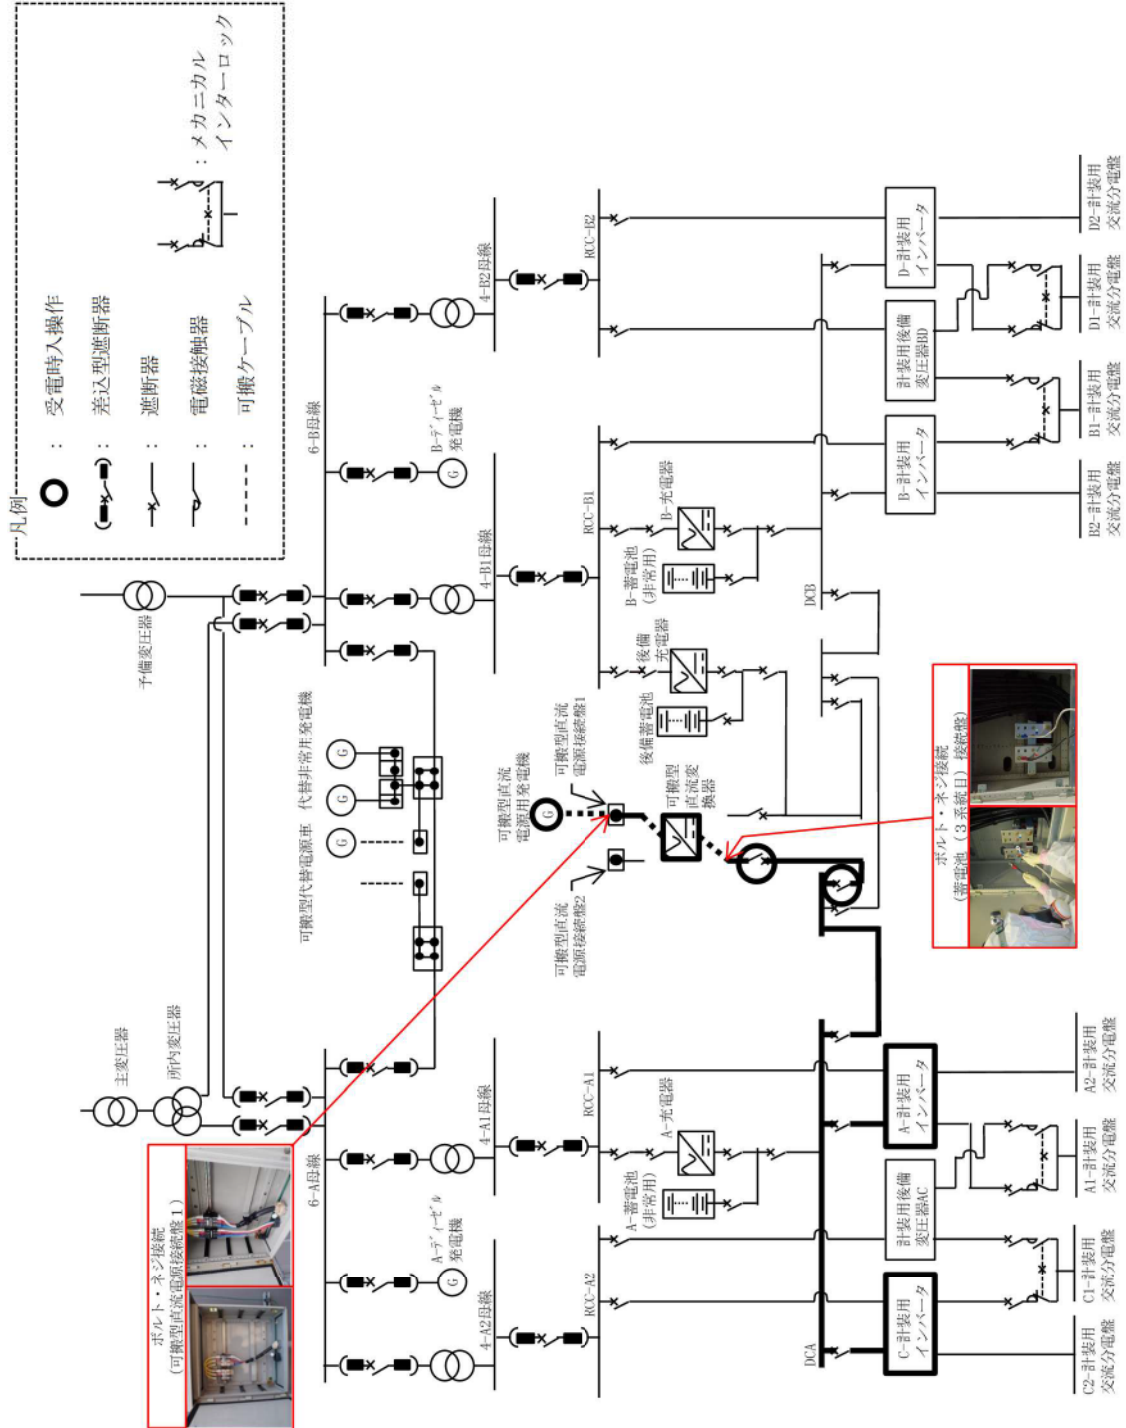 凡例
： 受電時入操作
： 差込型遮断器
： 遮断器
： 電磁接触器
： 可搬ケーブル
： メカニカル
インターロック
主変圧器
所内変圧器
予備変圧器
6-A母線
6-B母線
A-ディーゼル
発電機
G
B-ディーゼル
発電機
G
可搬型代替電源車
G
代替非常用発電機
G
G
4-A2母線
4-A1母線
4-B1母線
4-B2母線
可搬型直流
電源用発電機
G
可搬型直流
電源接続盤1
可搬型直流
電源接続盤2
可搬型
直流変
換器
RCC-A2
RCC-A1
RCC-B1
RCC-B2
A-蓄電池
(非常用)
A-充電器
後備蓄電池
後備
充電器
B-蓄電池
(非常用)
B-充電器
DCA
DCB
C-計装用
インバータ
計装用後備
変圧器AC
A-計装用
インバータ
B-計装用
インバータ
計装用後備
変圧器BD
D-計装用
インバータ
C2-計装用
交流分電盤
C1-計装用
交流分電盤
A1-計装用
交流分電盤
A2-計装用
交流分電盤
B2-計装用
交流分電盤
B1-計装用
交流分電盤
D1-計装用
交流分電盤
D2-計装用
交流分電盤
ボルト・ネジ接続
(可搬型直流電源接続盤1)
ボルト・ネジ接続
(蓄電池（3系統目）接続盤)